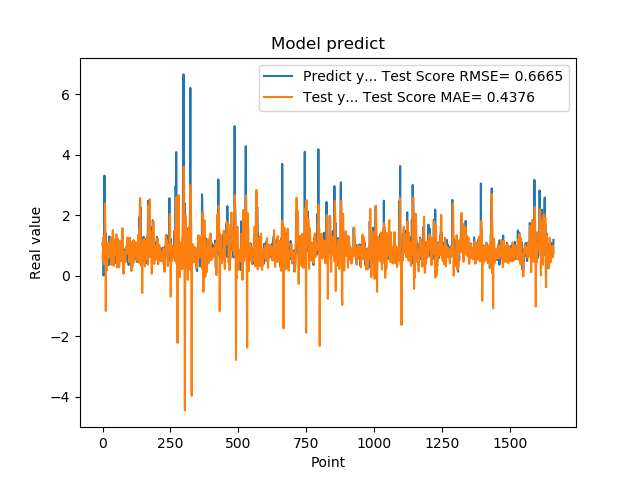 Model predict
Predict y... Test Score RMSE= 0.6665
Test y... Test Score MAE= 0.4376
Real value
6
4
2
0
−2
−4
0 250 500 750 1000 1250 1500
Point